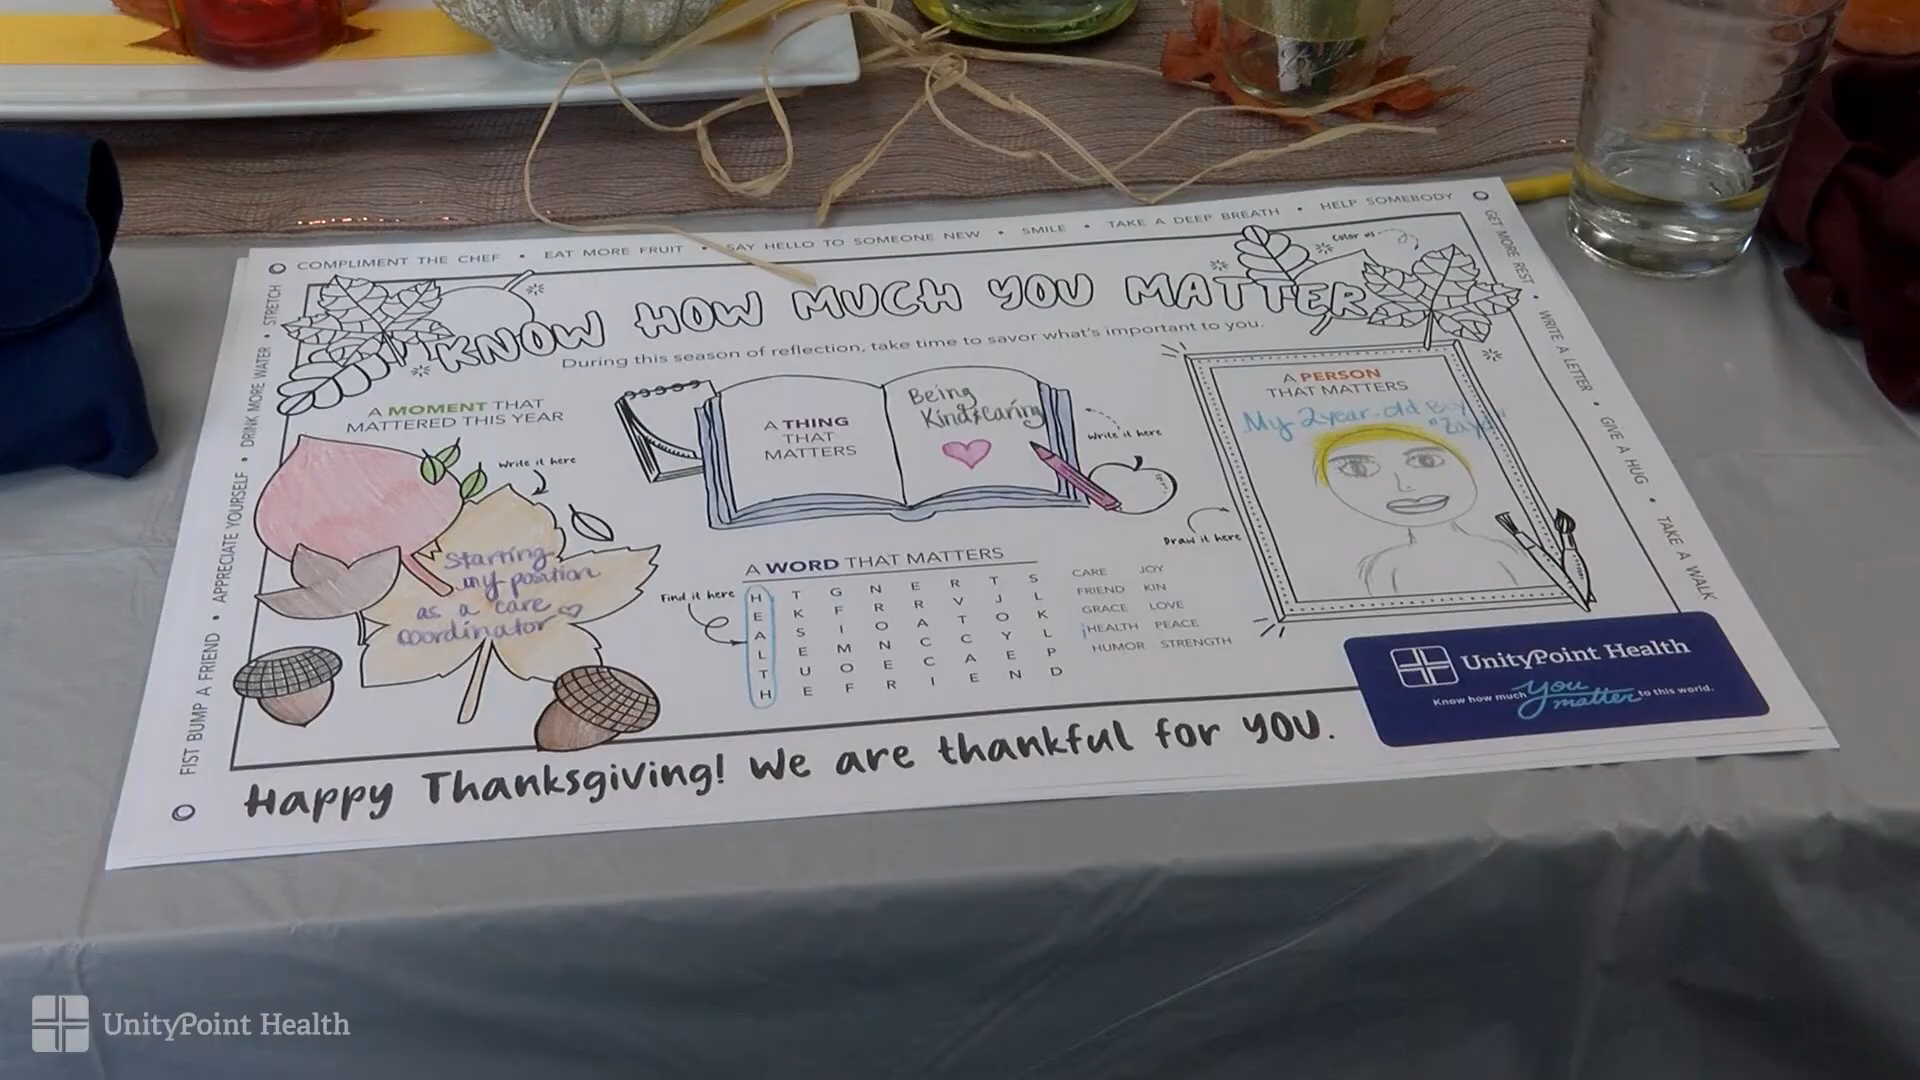 COMPLIMENT THE CHEF • EAT MORE FRUIT • SAY HELLO TO SOMEONE NEW • SMILE • TAKE A DEEP BREATH • HELP SOMEBODY
GET MORE REST • WRITE A LETTER • GIVE A HUG • TAKE A WALK
FIST BUMP A FRIEND • APPRECIATE YOURSELF • DRINK MORE WATER • STRETCH
Color it!
KNOW HOW MUCH YOU MATTER
During this season of reflection, take time to savor what's important to you.
A MOMENT THAT
MATTERED THIS YEAR
Write it here
Starting
my position
as a care
coordinator
A THING
THAT
MATTERS
Being
Kind & Caring
Write it here
A PERSON
THAT MATTERS
My 2 year-old Boy
Draw it here
A WORD THAT MATTERS
Find it here
H T G N E R T S
E K F R R V J L
A S I O A T O K
L E M N C C Y L
T U O E C A E P
H E F R I E N D
CARE JOY
FRIEND KIN
GRACE LOVE
HEALTH PEACE
HUMOR STRENGTH
UnityPoint Health
Know how much you matter to this world.
Happy Thanksgiving! We are thankful for YOU.
UnityPoint Health